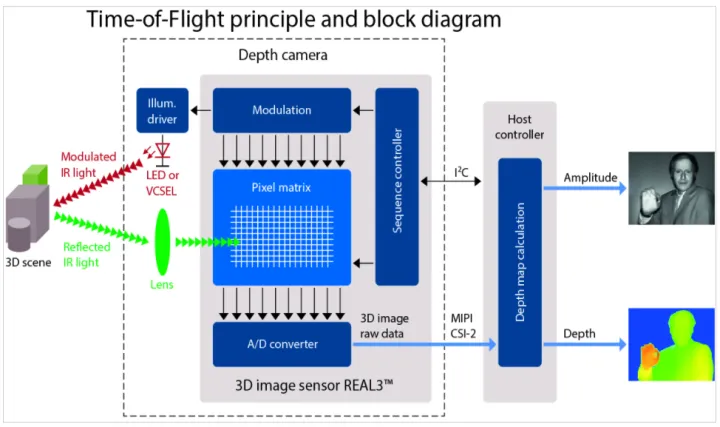 Time-of-Flight principle and block diagram
Depth camera
Illum.
driver
Modulation
Host
controller
Modulated
IR light
LED or
VCSEL
Pixel matrix
Sequence controller
I²C
Depth map calculation
Amplitude
3D scene
Reflected
IR light
Lens
3D image
raw data
MIPI
CSI-2
Depth
A/D converter
3D image sensor REAL3™